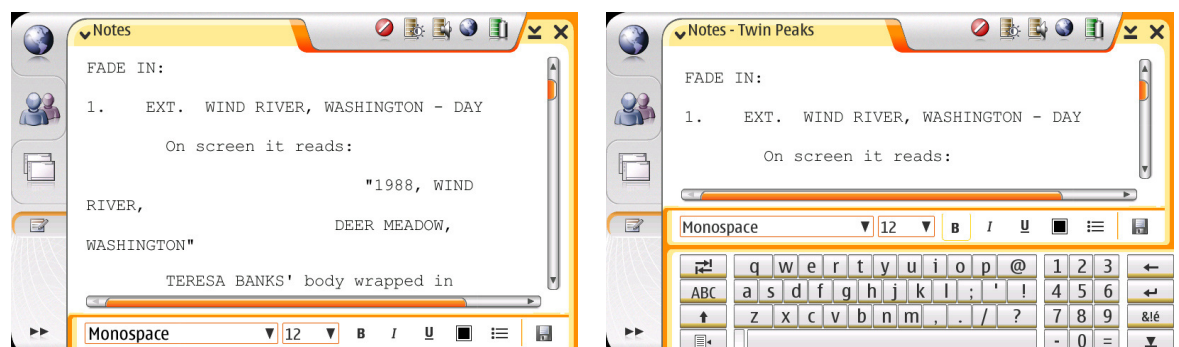 Notes
FADE IN:
1. EXT. WIND RIVER, WASHINGTON - DAY
On screen it reads:
"1988, WIND
RIVER,
DEER MEADOW,
WASHINGTON"
TERESA BANKS' body wrapped in
Monospace 12 B I U
Notes - Twin Peaks
FADE IN:
1. EXT. WIND RIVER, WASHINGTON - DAY
On screen it reads:
Monospace 12 B I U
q w e r t y u i o p @ 1 2 3
ABC a s d f g h j k l ; ' ! 4 5 6
z x c v b n m , . / ? 7 8 9 &!é
- 0 =